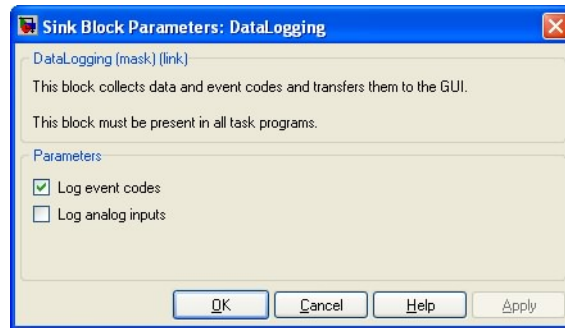 Sink Block Parameters: DataLogging
DataLogging (mask) (link)
This block collects data and event codes and transfers them to the GUI.
This block must be present in all task programs.
Parameters
Log event codes
Log analog inputs
OK Cancel Help Apply